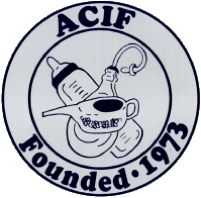 ACIF
Founded · 1973